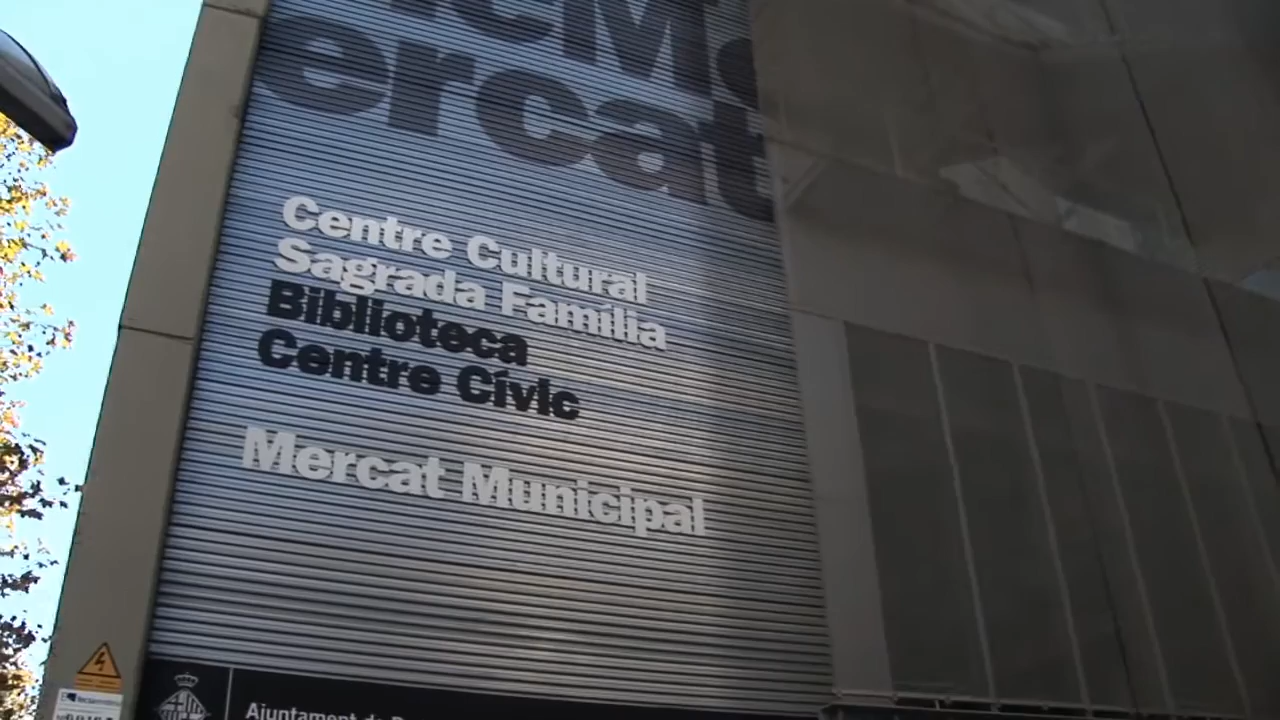 ercat
Centre Cultural
Sagrada Família
Biblioteca
Centre Cívic
Mercat Municipal
Ajuntament de